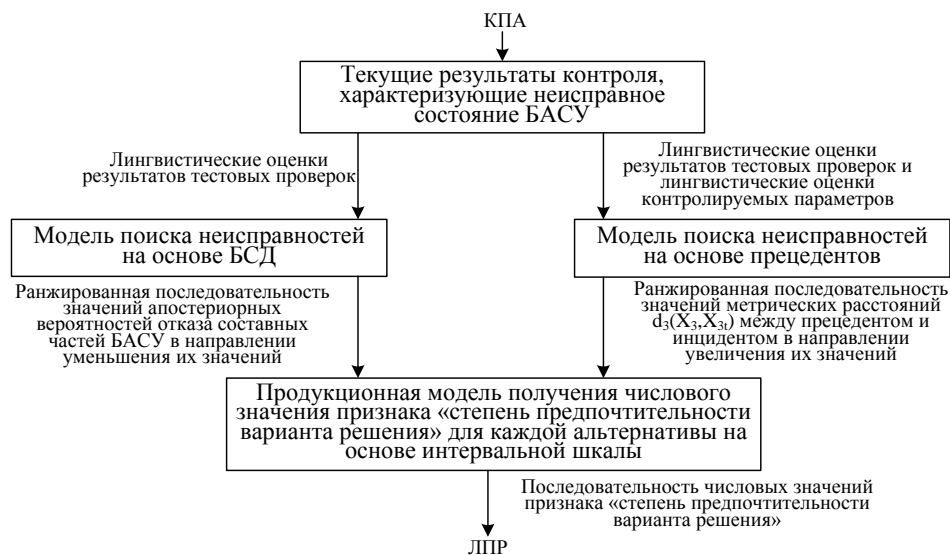 КПА
Текущие результаты контроля,
характеризующие неисправное
состояние БАСУ
Лингвистические оценки
результатов тестовых проверок
Лингвистические оценки
результатов тестовых проверок и
лингвистические оценки
контролируемых параметров
Модель поиска неисправностей
на основе БСД
Модель поиска неисправностей
на основе прецедентов
Ранжированная последовательность
значений апостериорных
вероятностей отказа составных
частей БАСУ в направлении
уменьшения их значений
Ранжированная последовательность
значений метрических расстояний
d₃(X₃,X₃ₜ) между прецедентом и
инцидентом в направлении
увеличения их значений
Продукционная модель получения числового
значения признака «степень предпочтительности
варианта решения» для каждой альтернативы на
основе интервальной шкалы
Последовательность числовых значений
признака «степень предпочтительности
варианта решения»
ЛПР